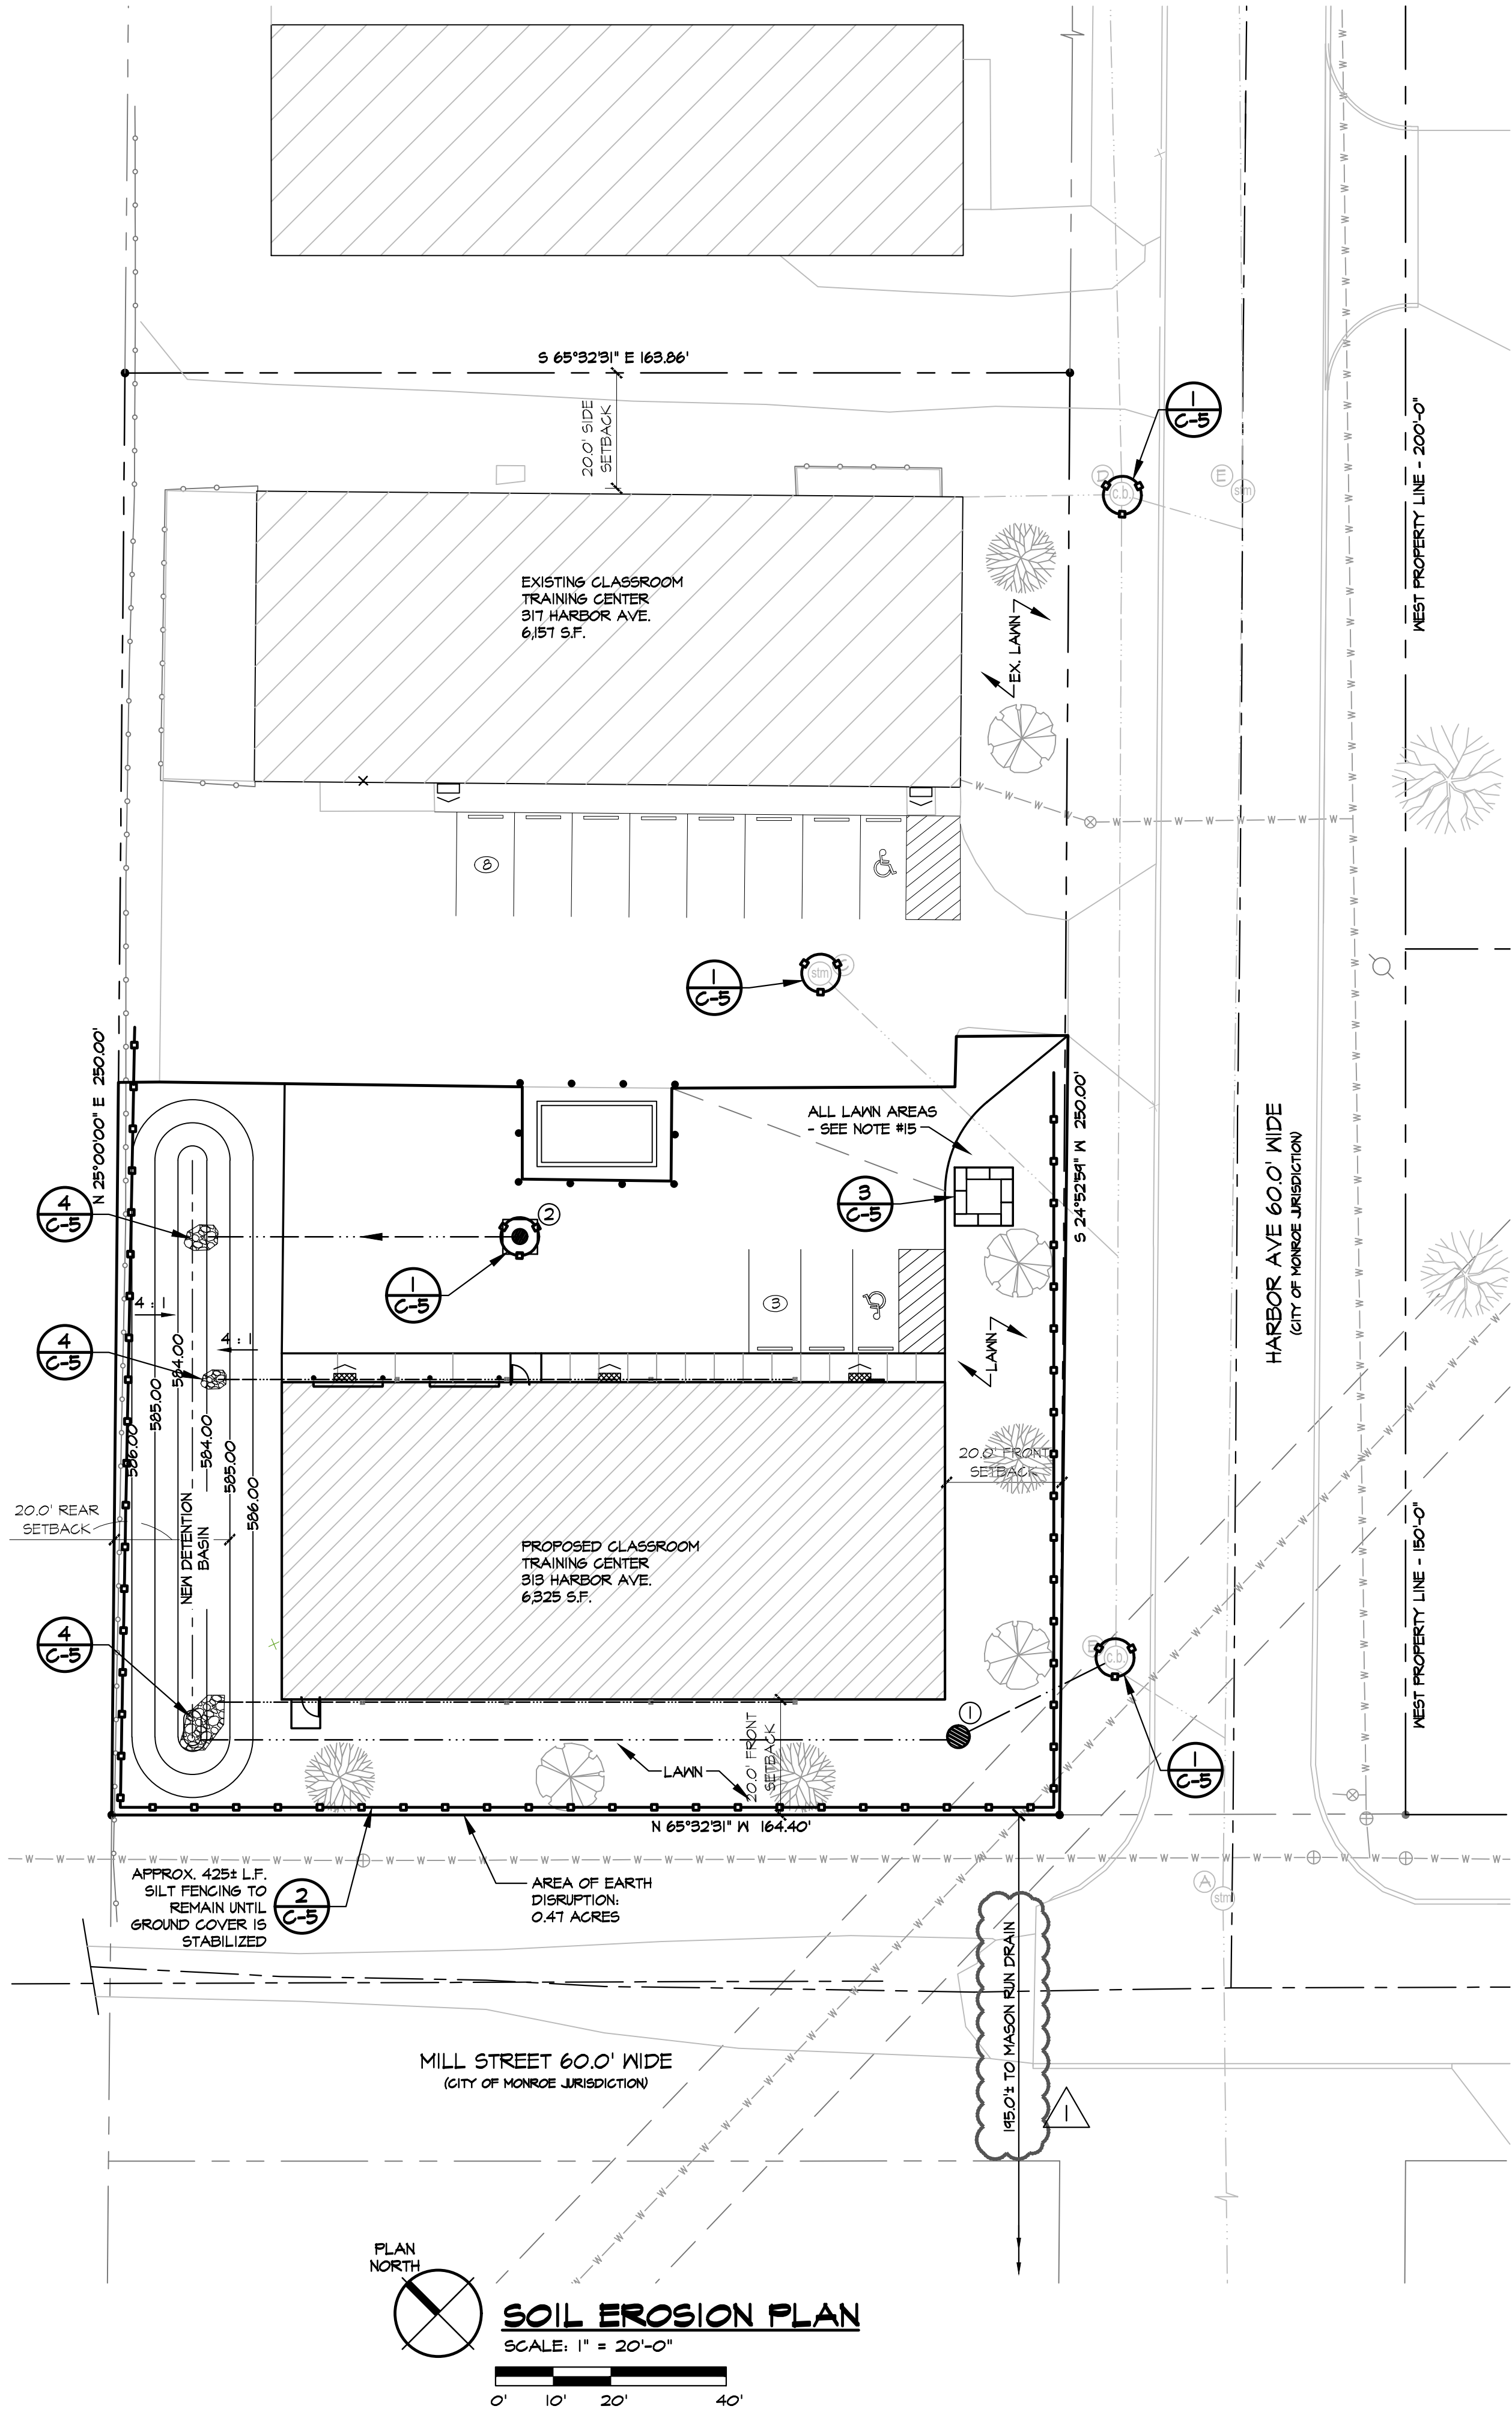 S 65°32'31" E 163.86'
20.0' SIDE
SETBACK
1
C-5
D
c.b.
E
stm
WEST PROPERTY LINE - 200'-0"
EXISTING CLASSROOM
TRAINING CENTER
317 HARBOR AVE.
6,157 S.F.
EX. LAWN
8
1
C-5
stm
C
N 25°00'00" E 250.00'
S 24°52'59" W 250.00'
ALL LAWN AREAS
- SEE NOTE #15
HARBOR AVE 60.0' WIDE
(CITY OF MONROE JURISDICTION)
4
C-5
3
C-5
2
1
C-5
4 : 1
3
4
C-5
4 : 1
584.00
585.00
586.00
584.00
585.00
586.00
LAWN
20.0' FRONT
SETBACK
20.0' REAR
SETBACK
NEW DETENTION
BASIN
PROPOSED CLASSROOM
TRAINING CENTER
313 HARBOR AVE.
6,325 S.F.
WEST PROPERTY LINE - 150'-0"
4
C-5
B
c.b.
1
20.0' FRONT
SETBACK
LAWN
1
C-5
N 65°32'31" W 164.40'
APPROX. 425± L.F.
SILT FENCING TO
REMAIN UNTIL
GROUND COVER IS
STABILIZED
2
C-5
AREA OF EARTH
DISRUPTION:
0.47 ACRES
A
stm
195.0'± TO MASON RUN DRAIN
1
MILL STREET 60.0' WIDE
(CITY OF MONROE JURISDICTION)
PLAN
NORTH
SOIL EROSION PLAN
SCALE: 1" = 20'-0"
0' 10' 20' 40'